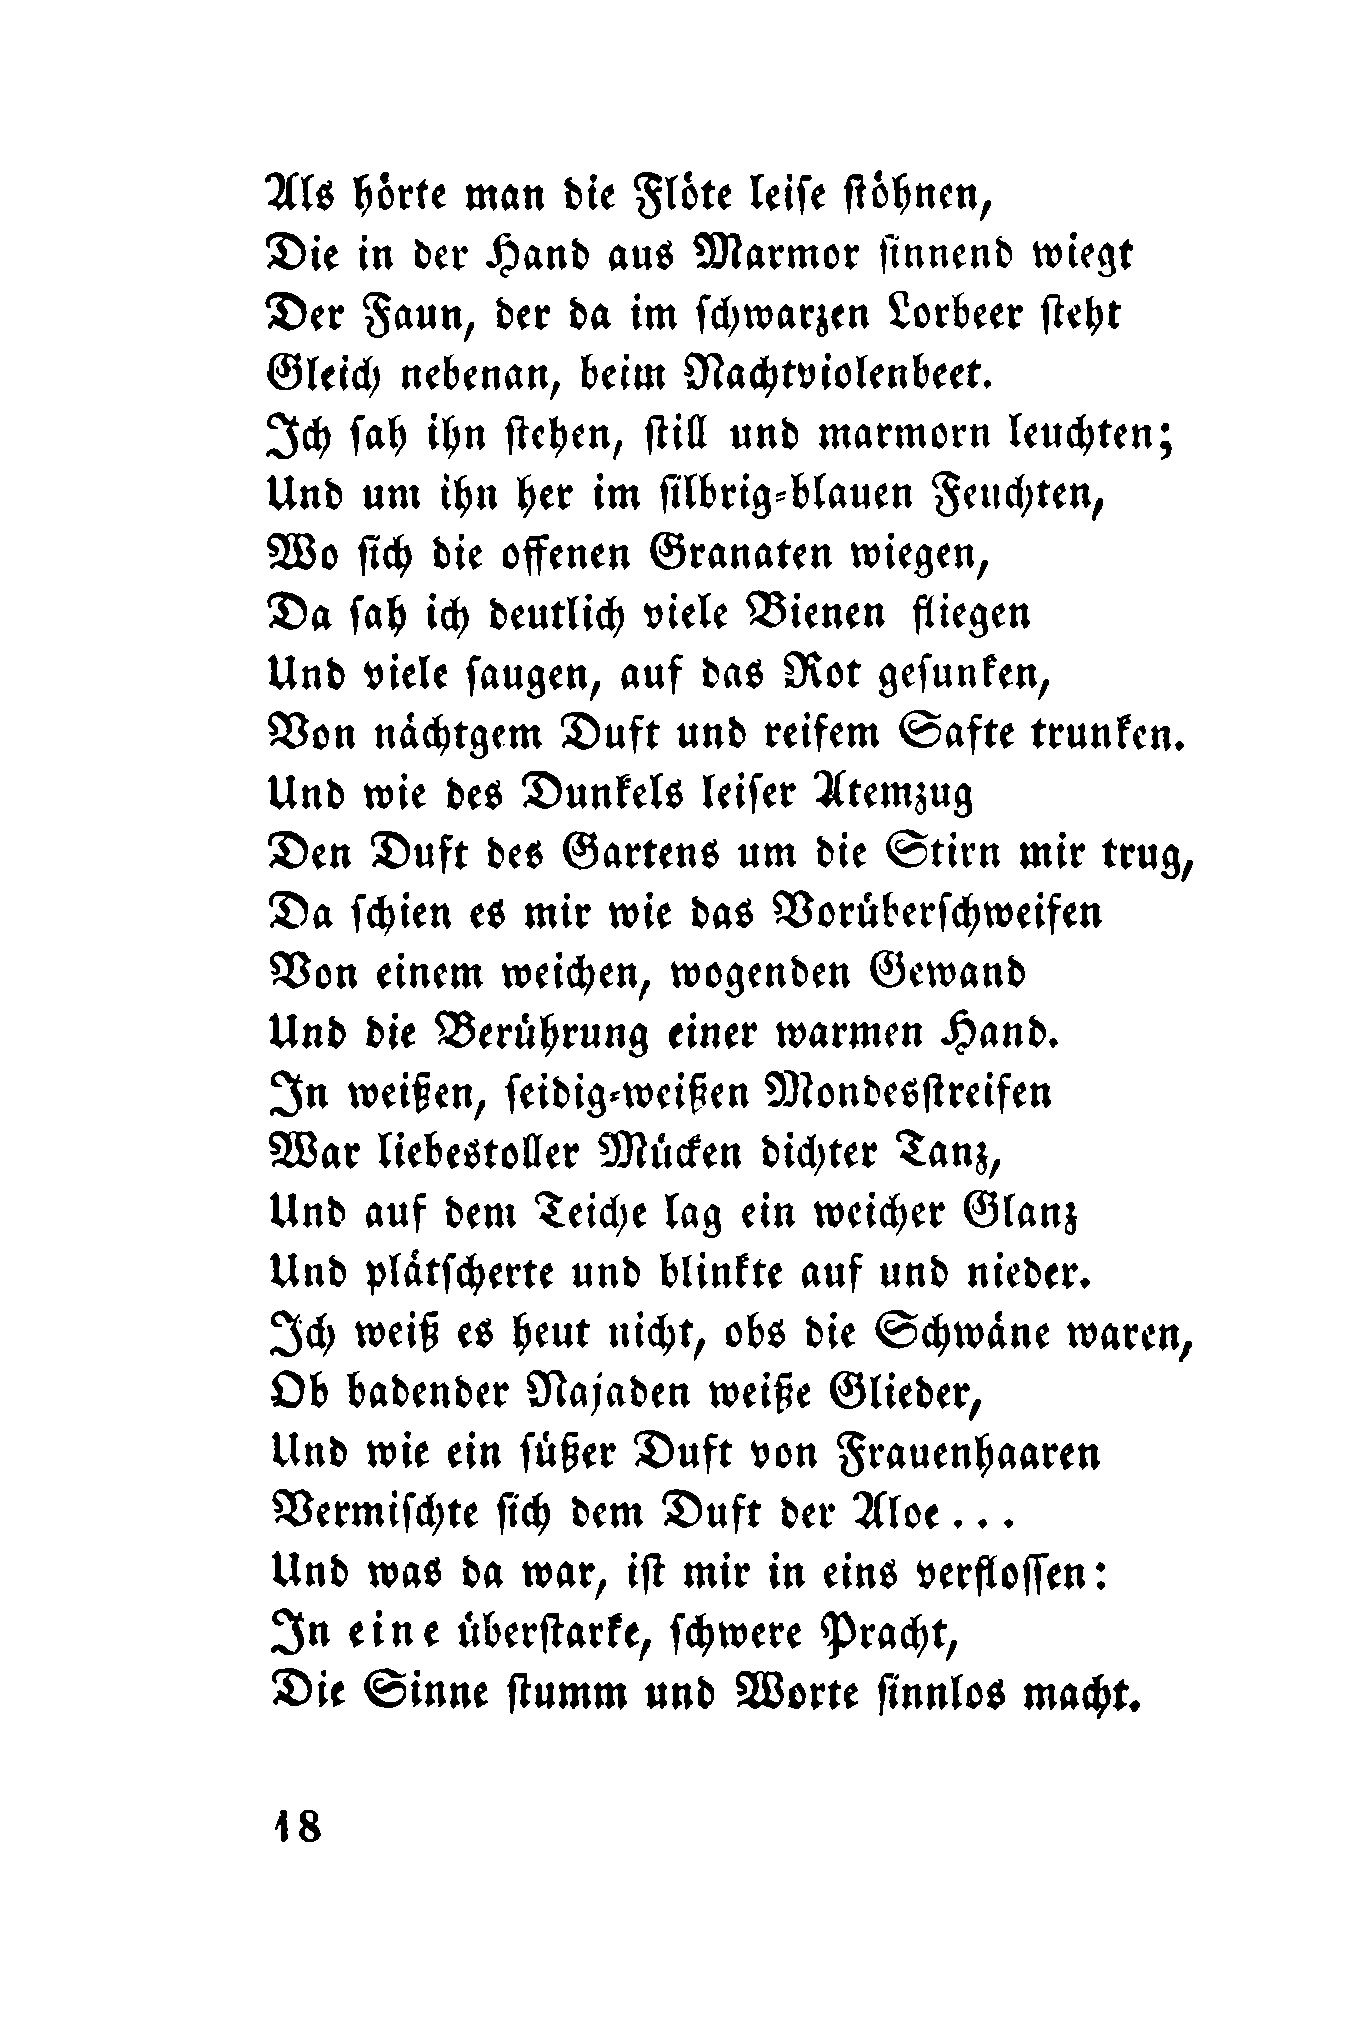 Als hörte man die Flöte leise stöhnen,
Die in der Hand aus Marmor sinnend wiegt
Der Faun, der da im schwarzen Lorbeer steht
Gleich nebenan, beim Nachtviolenbeet.
Ich sah ihn stehen, still und marmorn leuchten;
Und um ihn her im silbrig-blauen Feuchten,
Wo sich die offenen Granaten wiegen,
Da sah ich deutlich viele Bienen fliegen
Und viele saugen, auf das Rot gesunken,
Von nächtgem Duft und reifem Safte trunken.
Und wie des Dunkels leiser Atemzug
Den Duft des Gartens um die Stirn mir trug,
Da schien es mir wie das Vorüberschweifen
Von einem weichen, wogenden Gewand
Und die Berührung einer warmen Hand.
In weißen, seidig-weißen Mondesstreifen
War liebestoller Mücken dichter Tanz,
Und auf dem Teiche lag ein weicher Glanz
Und plätscherte und blinkte auf und nieder.
Ich weiß es heut nicht, obs die Schwäne waren,
Ob badender Najaden weiße Glieder,
Und wie ein süßer Duft von Frauenhaaren
Vermischte sich dem Duft der Aloe . . .
Und was da war, ist mir in eins verflossen:
In eine überstarke, schwere Pracht,
Die Sinne stumm und Worte sinnlos macht.
18